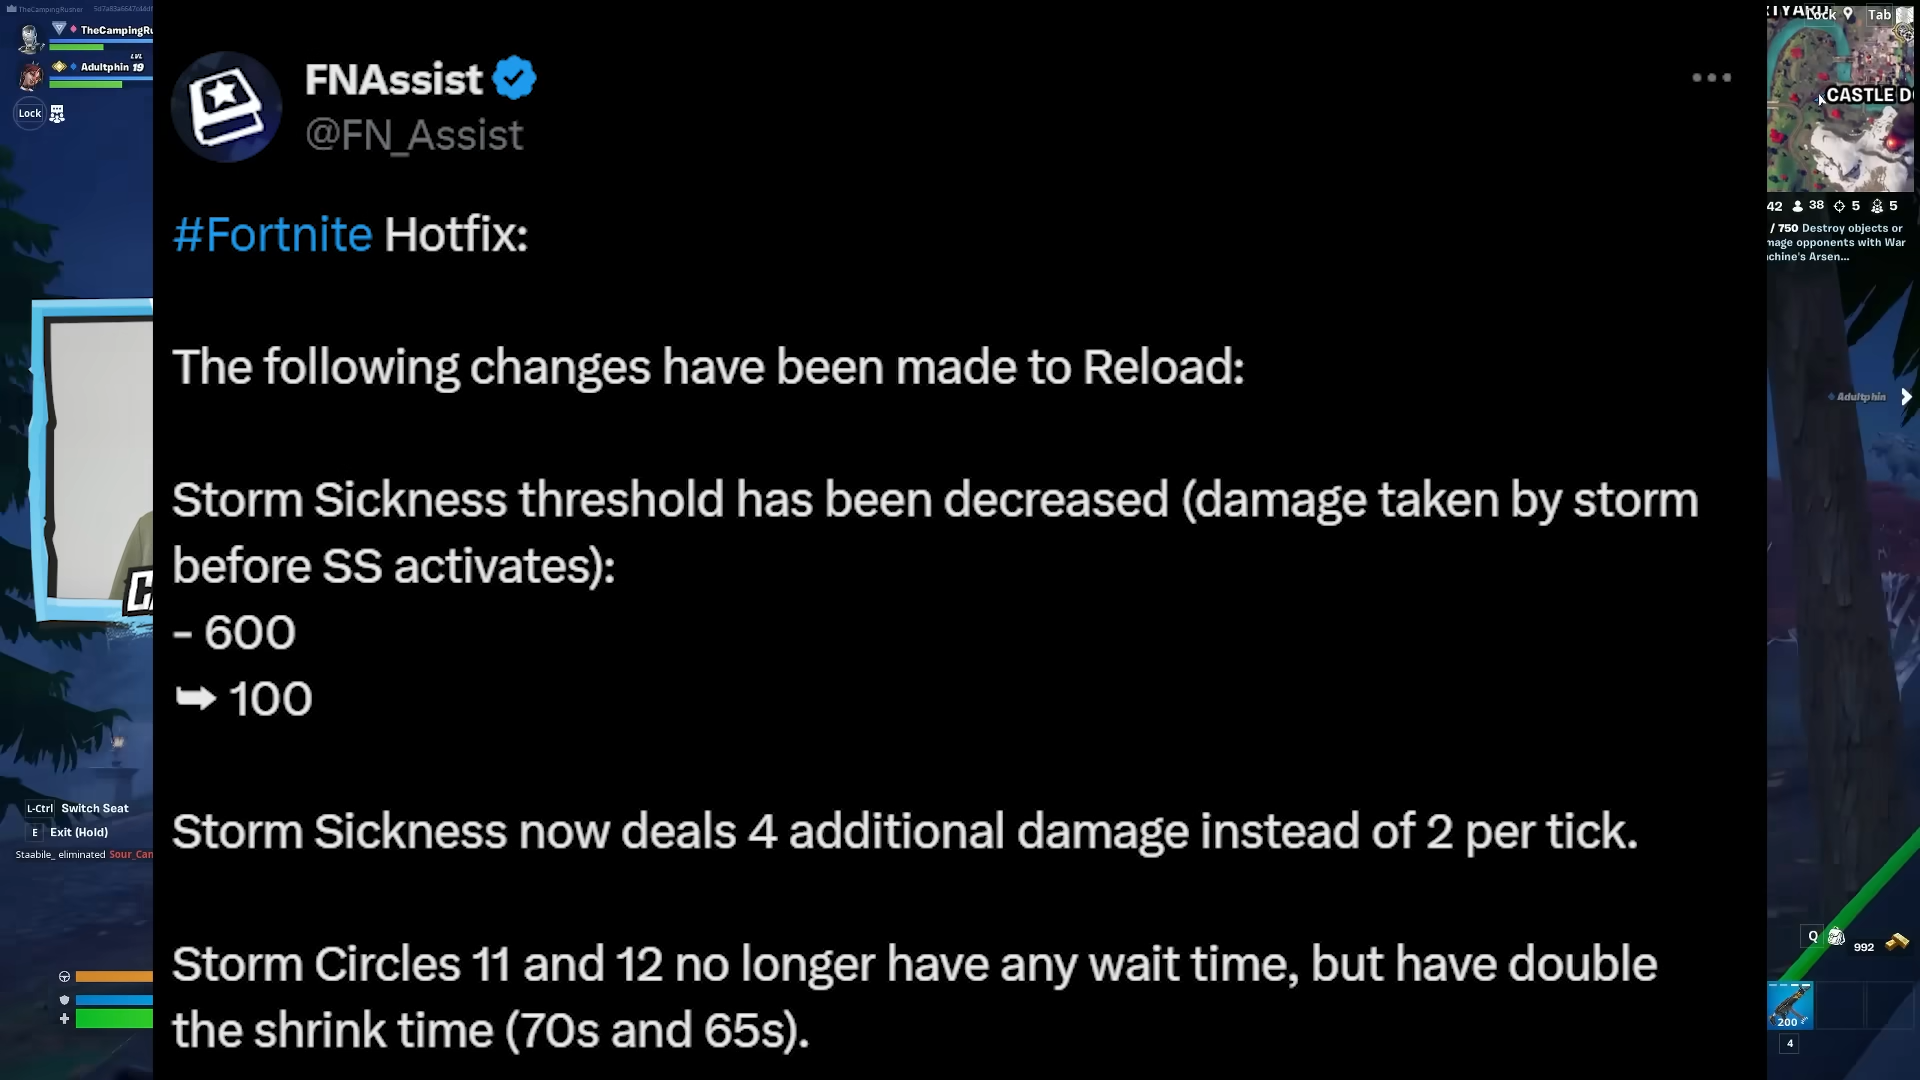 TheCampingRusher
TheCampingRu
LVL
Adultphin 19
Lock
FNAssist
@FN_Assist
#Fortnite Hotfix:
The following changes have been made to Reload:
Storm Sickness threshold has been decreased (damage taken by storm
before SS activates):
- 600
➥ 100
Storm Sickness now deals 4 additional damage instead of 2 per tick.
Storm Circles 11 and 12 no longer have any wait time, but have double
the shrink time (70s and 65s).
L-Ctrl Switch Seat
E Exit (Hold)
Staabile_ eliminated Sour_Can
Lock Tab
CASTLE D
42 38 5 5
/ 750 Destroy objects or
mage opponents with War
achine's Arsen...
Adultphin
Q 992
200
4